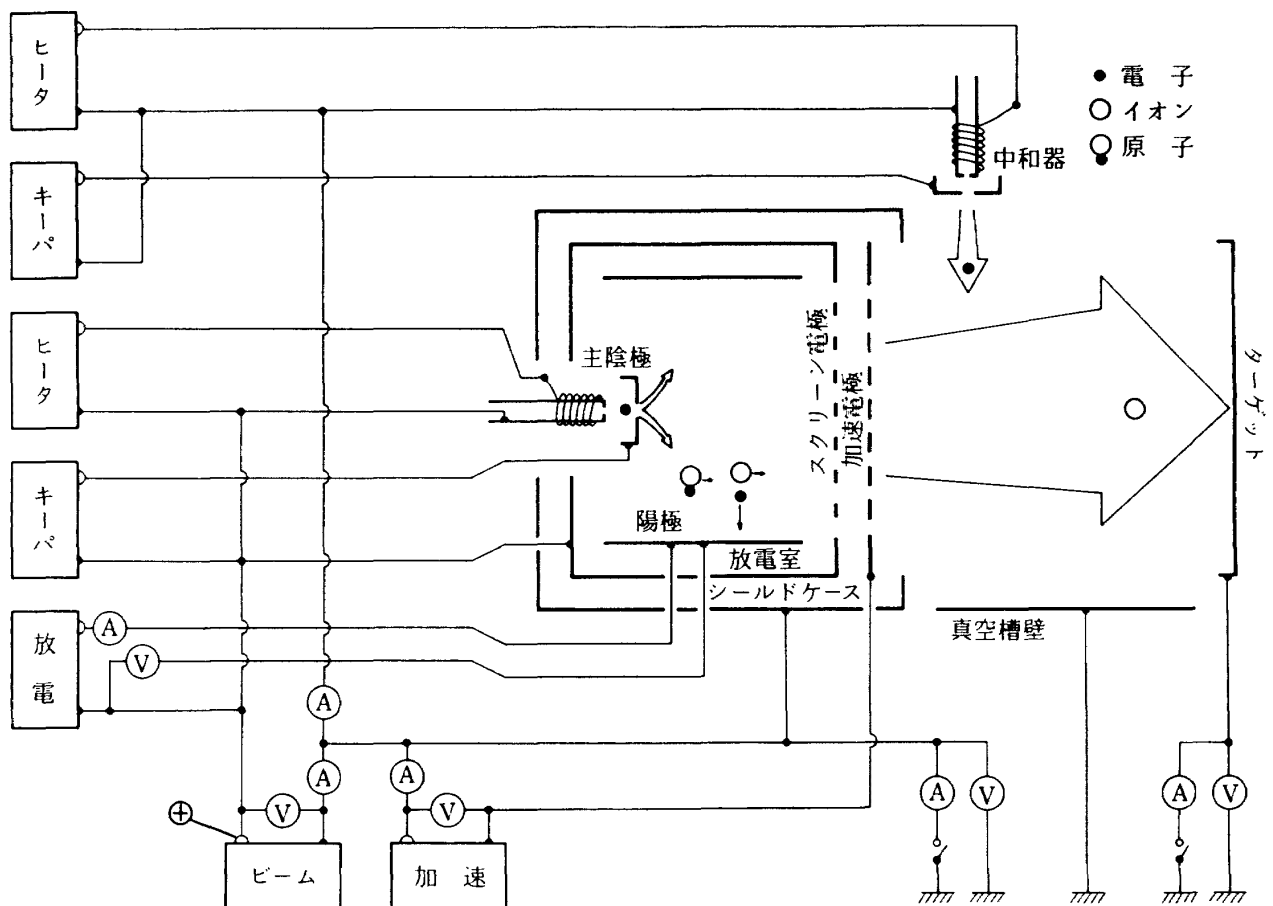 ヒータ
キーパ
ヒータ
キーパ
放電
● 電子
○ イオン
原子
中和器
主陰極
スクリーン電極
加速電極
陽極
放電室
シールドケース
真空槽壁
ターゲット
A
V
A
A
V
A
V
A
V
A
V
⊕
ビーム
加速